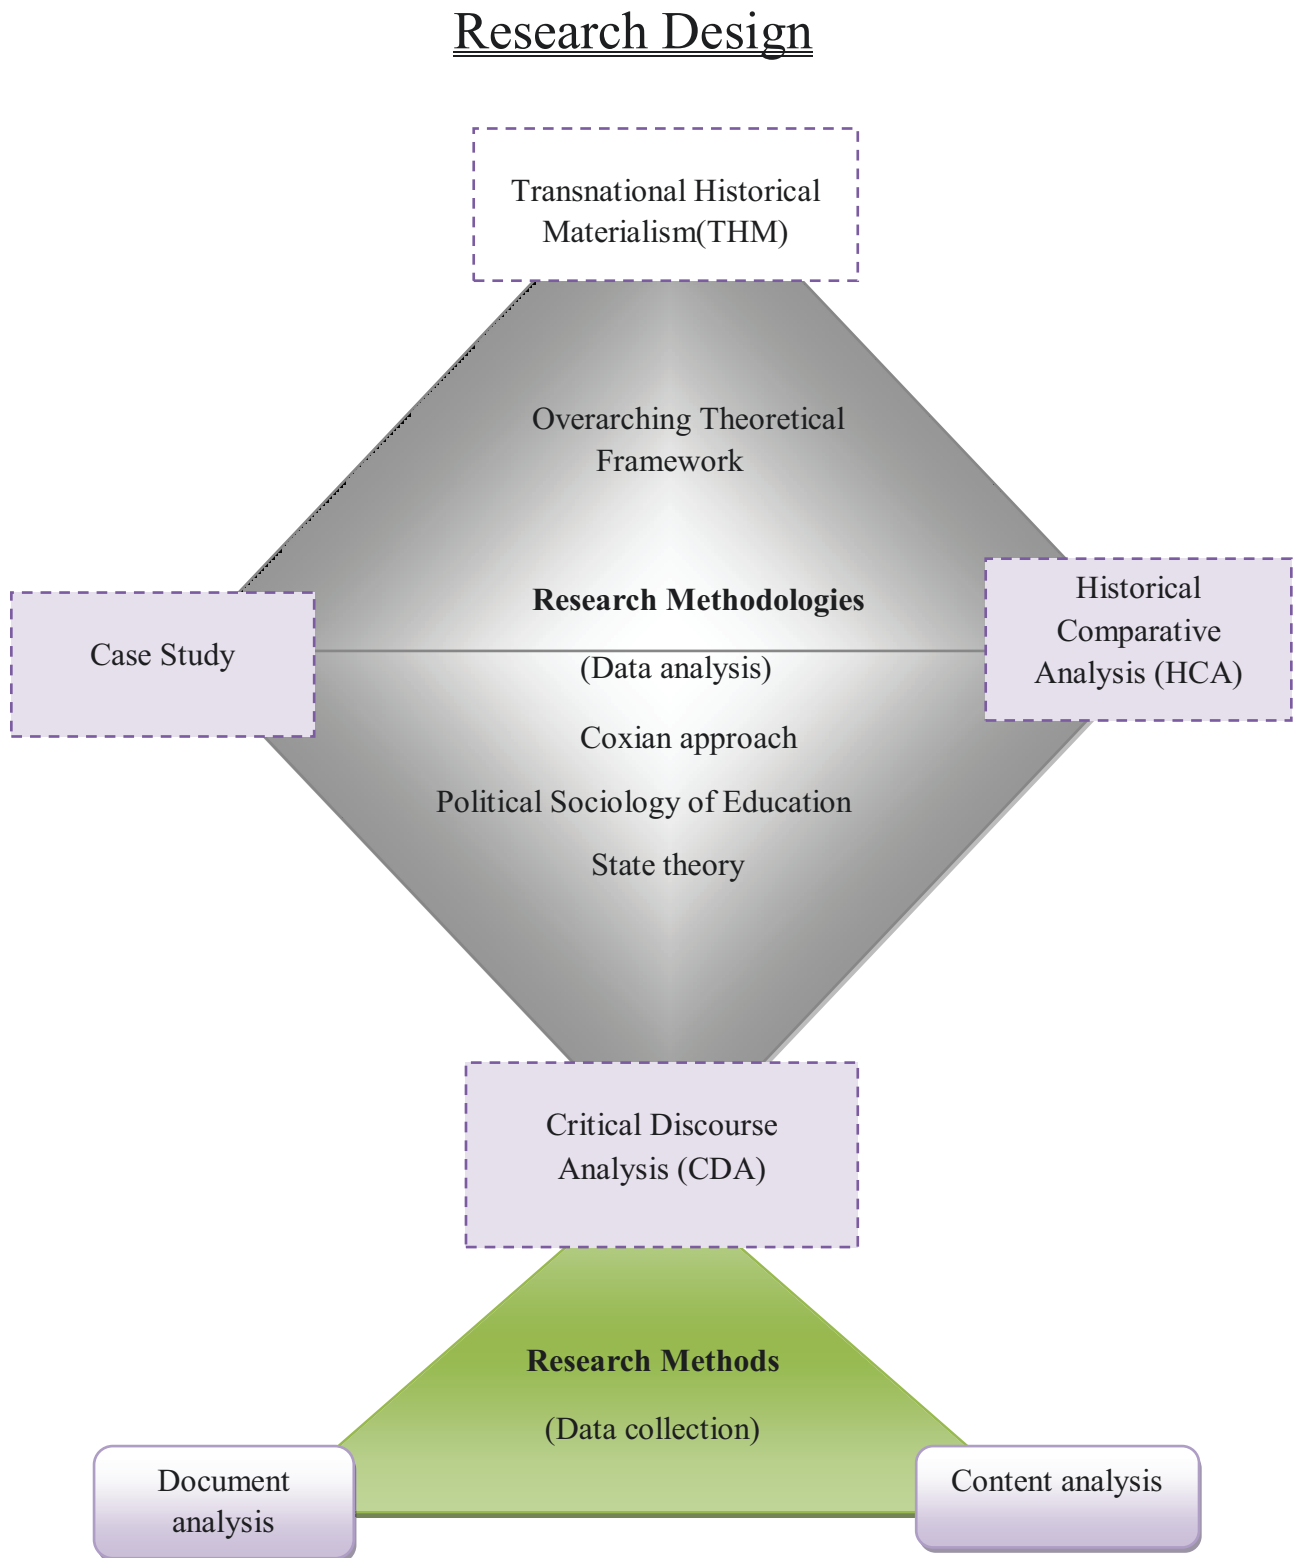 Research Design
Transnational Historical
Materialism(THM)
Overarching Theoretical
Framework
Research Methodologies
(Data analysis)
Case Study
Historical
Comparative
Analysis (HCA)
Coxian approach
Political Sociology of Education
State theory
Critical Discourse
Analysis (CDA)
Research Methods
(Data collection)
Document
analysis
Content analysis